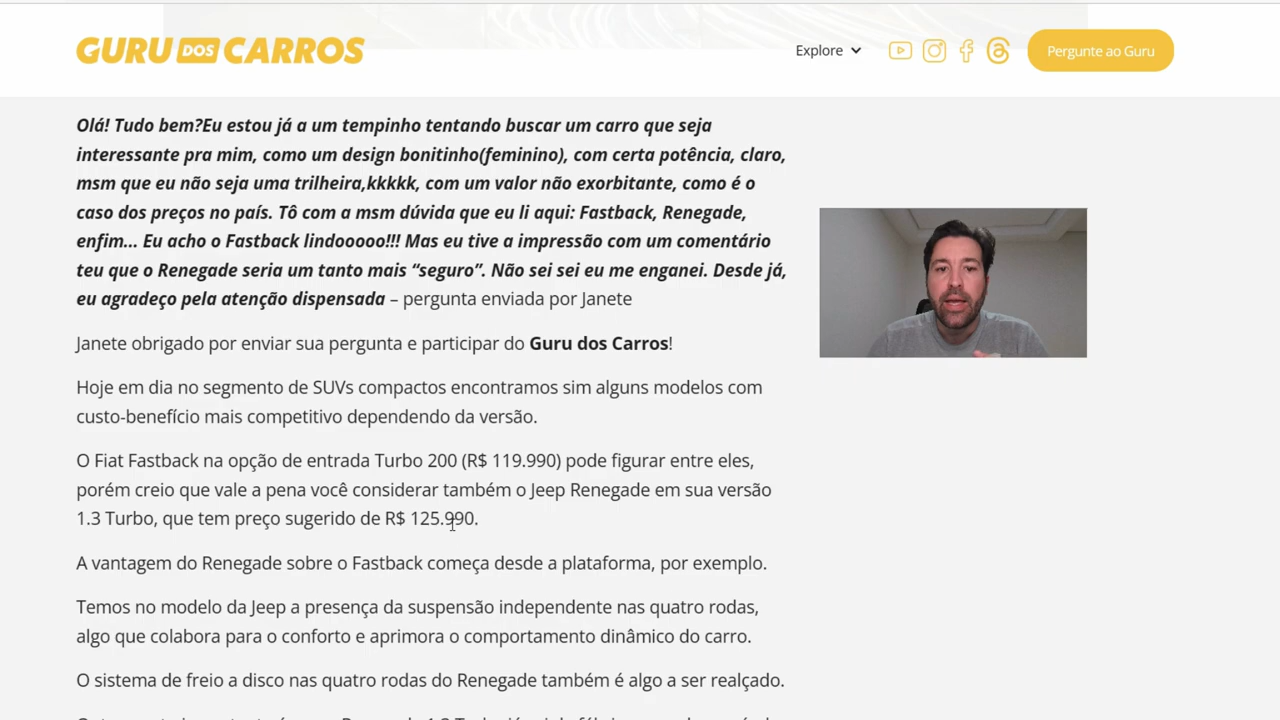 GURU DOS CARROS
Explore
Pergunte ao Guru
Olá! Tudo bem?Eu estou já a um tempinho tentando buscar um carro que seja
interessante pra mim, como um design bonitinho(feminino), com certa potência, claro,
msm que eu não seja uma trilheira,kkkkk, com um valor não exorbitante, como é o
caso dos preços no país. Tô com a msm dúvida que eu li aqui: Fastback, Renegade,
enfim... Eu acho o Fastback lindooooo!!! Mas eu tive a impressão com um comentário
teu que o Renegade seria um tanto mais “seguro”. Não sei sei eu me enganei. Desde já,
eu agradeço pela atenção dispensada – pergunta enviada por Janete
Janete obrigado por enviar sua pergunta e participar do Guru dos Carros!
Hoje em dia no segmento de SUVs compactos encontramos sim alguns modelos com
custo-benefício mais competitivo dependendo da versão.
O Fiat Fastback na opção de entrada Turbo 200 (R$ 119.990) pode figurar entre eles,
porém creio que vale a pena você considerar também o Jeep Renegade em sua versão
1.3 Turbo, que tem preço sugerido de R$ 125.990.
A vantagem do Renegade sobre o Fastback começa desde a plataforma, por exemplo.
Temos no modelo da Jeep a presença da suspensão independente nas quatro rodas,
algo que colabora para o conforto e aprimora o comportamento dinâmico do carro.
O sistema de freio a disco nas quatro rodas do Renegade também é algo a ser realçado.